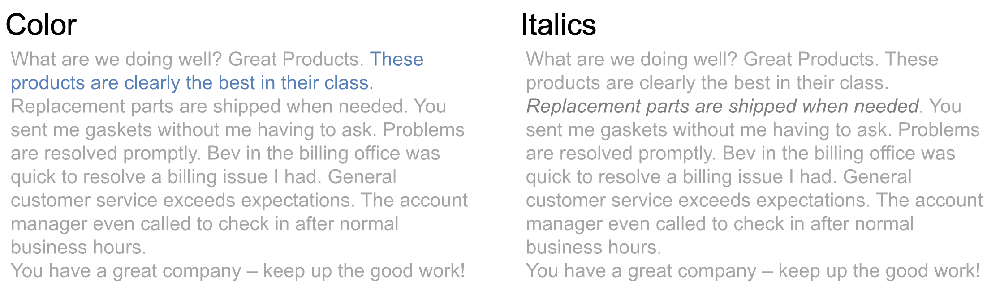 Color
What are we doing well? Great Products. These
products are clearly the best in their class.
Replacement parts are shipped when needed. You
sent me gaskets without me having to ask. Problems
are resolved promptly. Bev in the billing office was
quick to resolve a billing issue I had. General
customer service exceeds expectations. The account
manager even called to check in after normal
business hours.
You have a great company – keep up the good work!
Italics
What are we doing well? Great Products. These
products are clearly the best in their class.
Replacement parts are shipped when needed. You
sent me gaskets without me having to ask. Problems
are resolved promptly. Bev in the billing office was
quick to resolve a billing issue I had. General
customer service exceeds expectations. The account
manager even called to check in after normal
business hours.
You have a great company – keep up the good work!